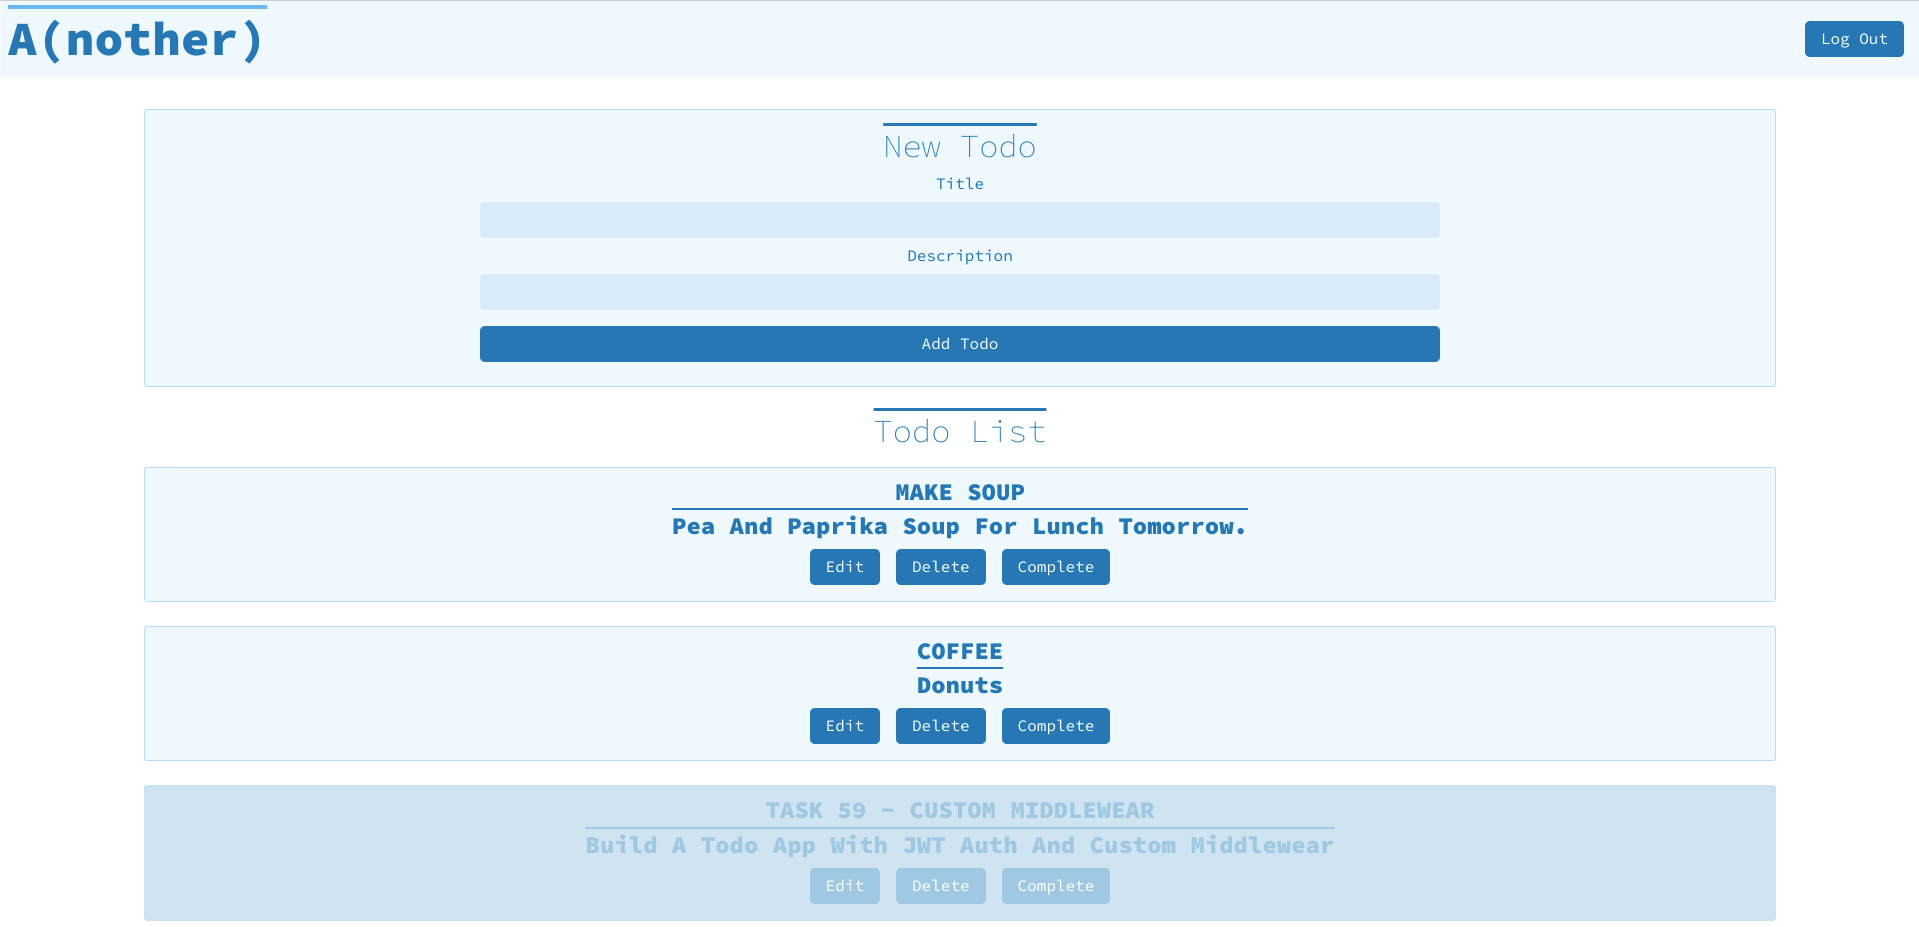 A(nother)
Log Out
New Todo
Title
Description
Add Todo
Todo List
MAKE SOUP
Pea And Paprika Soup For Lunch Tomorrow.
Edit Delete Complete
COFFEE
Donuts
Edit Delete Complete
TASK 59 - CUSTOM MIDDLEWEAR
Build A Todo App With JWT Auth And Custom Middlewear
Edit Delete Complete